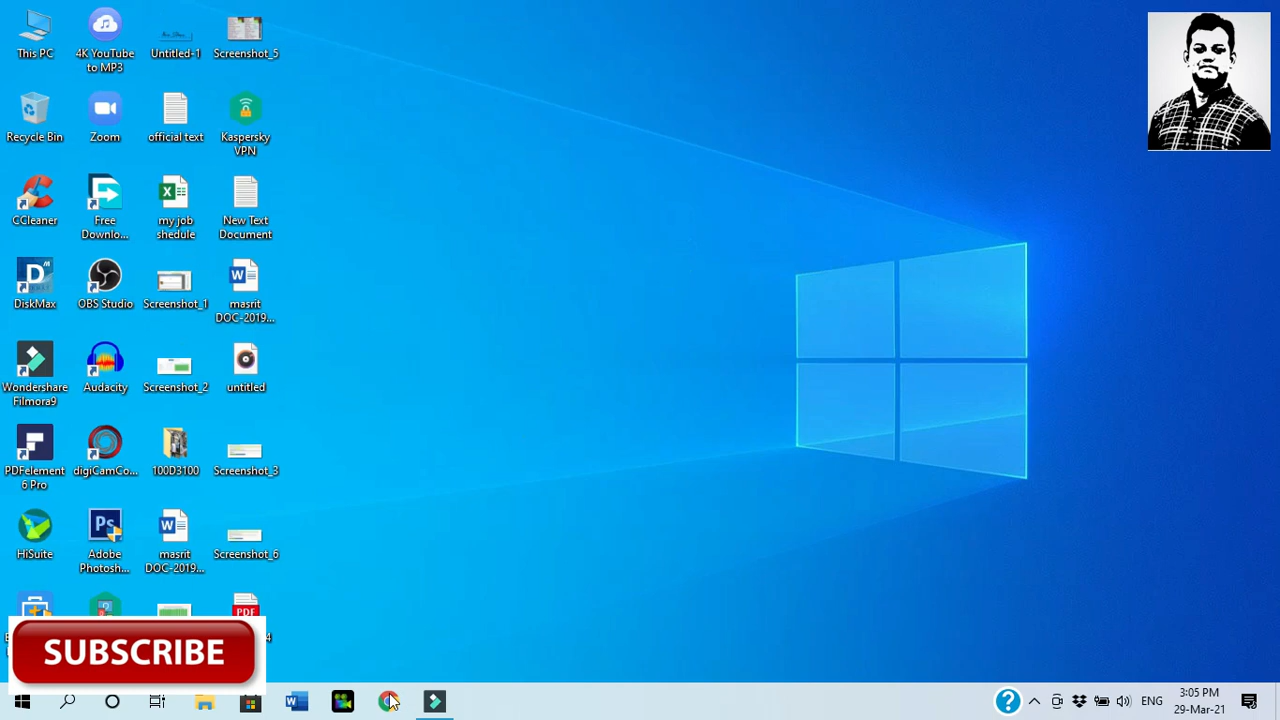 This PC
4K YouTube
to MP3
Untitled-1
Screenshot_5
Recycle Bin
Zoom
official text
Kaspersky
VPN
CCleaner
Free
Downlo...
my job
shedule
New Text
Document
DiskMax
OBS Studio
Screenshot_1
masrit
DOC-2019...
Wondershare
Filmora9
Audacity
Screenshot_2
untitled
PDFelement
6 Pro
digiCamCo...
100D3100
Screenshot_3
HiSuite
Adobe
Photosh...
masrit
DOC-2019...
Screenshot_6
PDF
SUBSCRIBE
ENG
3:05 PM
29-Mar-21